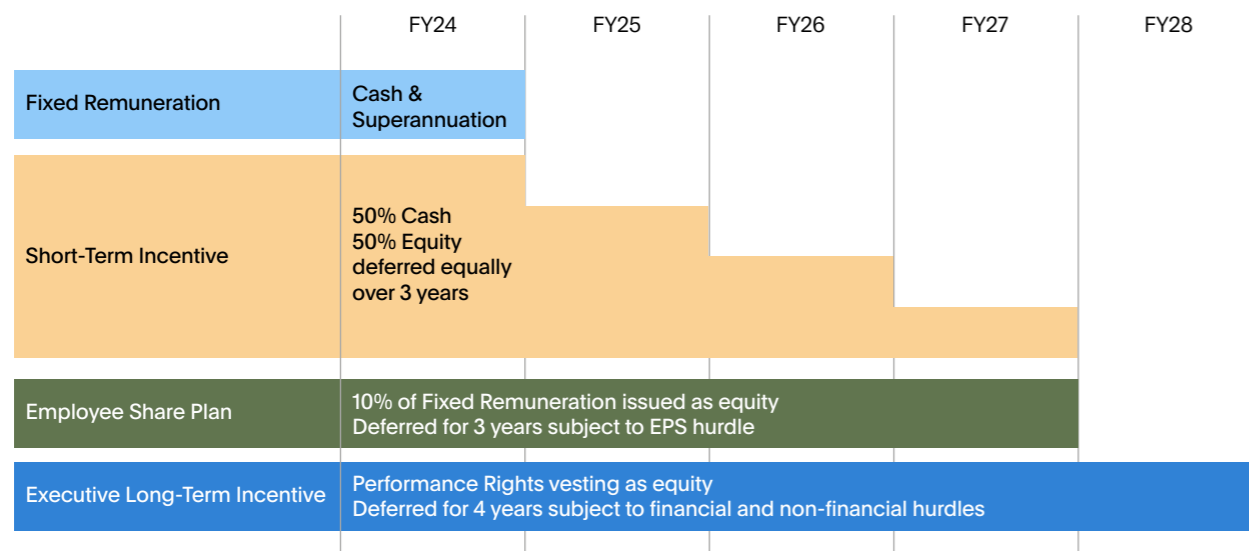 FY24 FY25 FY26 FY27 FY28
Fixed Remuneration
Cash &
Superannuation
Short-Term Incentive
50% Cash
50% Equity
deferred equally
over 3 years
Employee Share Plan
10% of Fixed Remuneration issued as equity
Deferred for 3 years subject to EPS hurdle
Executive Long-Term Incentive
Performance Rights vesting as equity
Deferred for 4 years subject to financial and non-financial hurdles